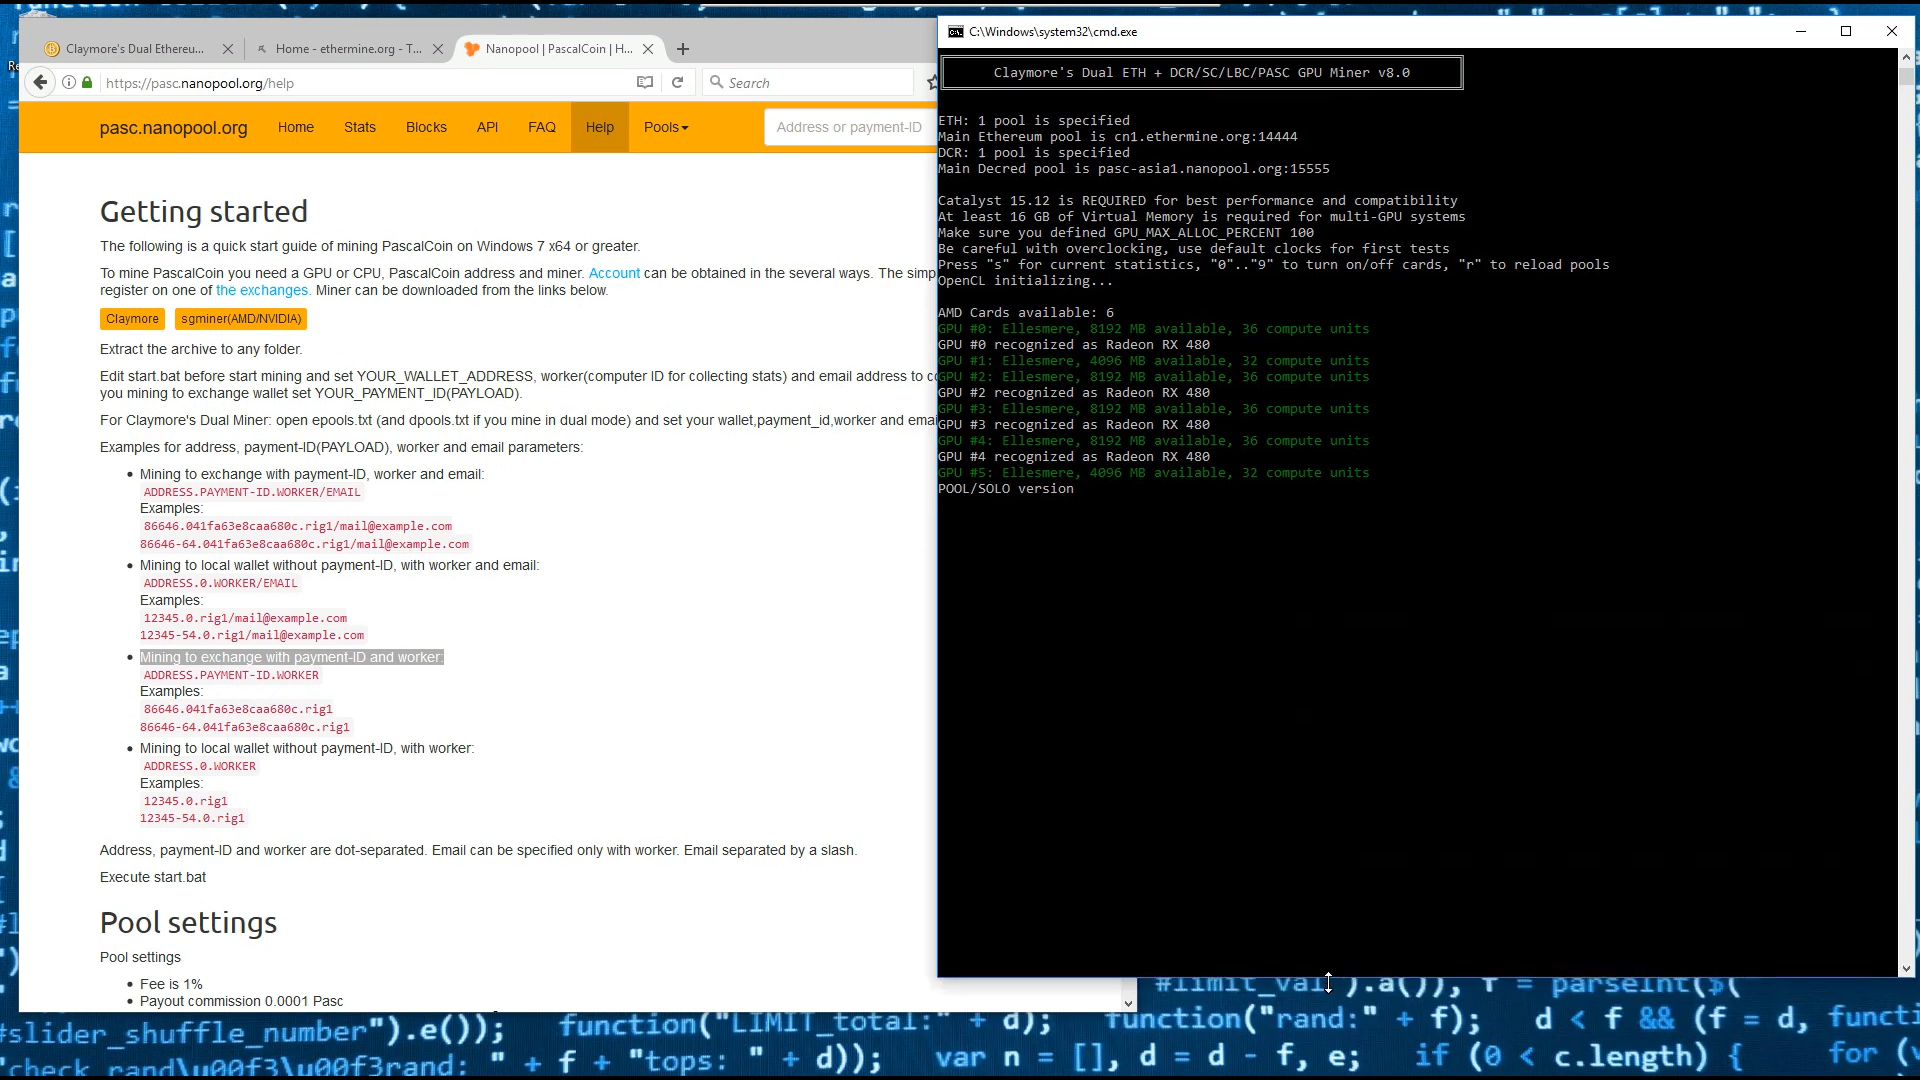 Claymore's Dual Ethereu...
Home - ethermine.org - T...
Nanopool | PascalCoin | H...
https://pasc.nanopool.org/help
Search
pasc.nanopool.org
Home
Stats
Blocks
API
FAQ
Help
Pools
Address or payment-ID
Getting started
The following is a quick start guide of mining PascalCoin on Windows 7 x64 or greater.
To mine PascalCoin you need a GPU or CPU, PascalCoin address and miner. Account can be obtained in the several ways. The simp
register on one of the exchanges. Miner can be downloaded from the links below.
Claymore
sgminer(AMD/NVIDIA)
Extract the archive to any folder.
Edit start.bat before start mining and set YOUR_WALLET_ADDRESS, worker(computer ID for collecting stats) and email address to co
you mining to exchange wallet set YOUR_PAYMENT_ID(PAYLOAD).
For Claymore's Dual Miner: open epools.txt (and dpools.txt if you mine in dual mode) and set your wallet,payment_id,worker and emai
Examples for address, payment-ID(PAYLOAD), worker and email parameters:
Mining to exchange with payment-ID, worker and email:
ADDRESS.PAYMENT-ID.WORKER/EMAIL
Examples:
86646.041fa63e8caa680c.rig1/mail@example.com
86646-64.041fa63e8caa680c.rig1/mail@example.com
Mining to local wallet without payment-ID, with worker and email:
ADDRESS.0.WORKER/EMAIL
Examples:
12345.0.rig1/mail@example.com
12345-54.0.rig1/mail@example.com
Mining to exchange with payment-ID and worker:
ADDRESS.PAYMENT-ID.WORKER
Examples:
86646.041fa63e8caa680c.rig1
86646-64.041fa63e8caa680c.rig1
Mining to local wallet without payment-ID, with worker:
ADDRESS.0.WORKER
Examples:
12345.0.rig1
12345-54.0.rig1
Address, payment-ID and worker are dot-separated. Email can be specified only with worker. Email separated by a slash.
Execute start.bat
Pool settings
Pool settings
Fee is 1%
Payout commission 0.0001 Pasc
C:\Windows\system32\cmd.exe
Claymore's Dual ETH + DCR/SC/LBC/PASC GPU Miner v8.0
ETH: 1 pool is specified
Main Ethereum pool is cn1.ethermine.org:14444
DCR: 1 pool is specified
Main Decred pool is pasc-asia1.nanopool.org:15555
Catalyst 15.12 is REQUIRED for best performance and compatibility
At least 16 GB of Virtual Memory is required for multi-GPU systems
Make sure you defined GPU_MAX_ALLOC_PERCENT 100
Be careful with overclocking, use default clocks for first tests
Press "s" for current statistics, "0".."9" to turn on/off cards, "r" to reload pools
OpenCL initializing...
AMD Cards available: 6
GPU #0: Ellesmere, 8192 MB available, 36 compute units
GPU #0 recognized as Radeon RX 480
GPU #1: Ellesmere, 4096 MB available, 32 compute units
GPU #2: Ellesmere, 8192 MB available, 36 compute units
GPU #2 recognized as Radeon RX 480
GPU #3: Ellesmere, 8192 MB available, 36 compute units
GPU #3 recognized as Radeon RX 480
GPU #4: Ellesmere, 8192 MB available, 36 compute units
GPU #4 recognized as Radeon RX 480
GPU #5: Ellesmere, 4096 MB available, 32 compute units
POOL/SOLO version
#limit_val").a()), f = parseInt($(
#slider_shuffle_number").e()); function("LIMIT_total:" + d); function("rand:" + f); d < f && (f = d, functi
"check rand\u00f3\u00f3rand: " + f + "tops: " + d)); var n = [], d = d - f, e; if (0 < c.length) { for (